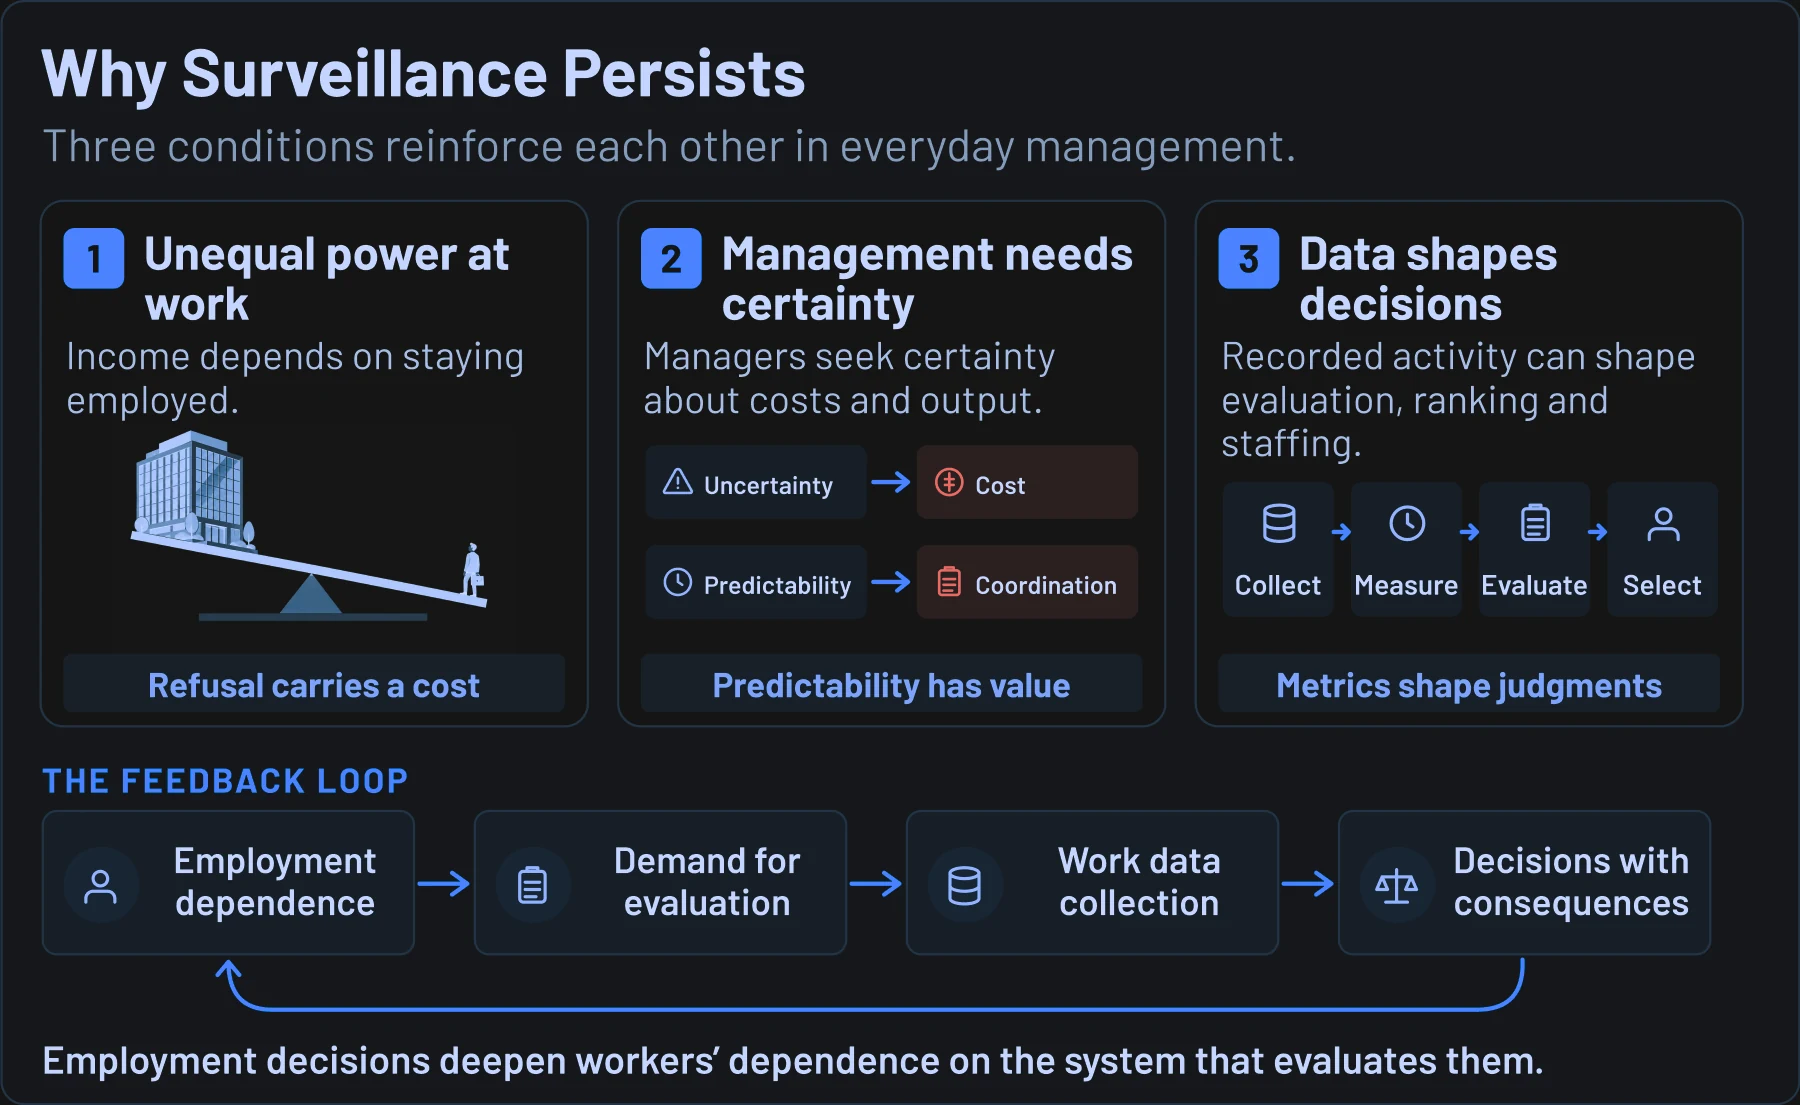 Why Surveillance Persists
Three conditions reinforce each other in everyday management.
1
Unequal power at
work
Income depends on staying
employed.
Refusal carries a cost
2
Management needs
certainty
Managers seek certainty
about costs and output.
Uncertainty
Cost
Predictability
Coordination
Predictability has value
3
Data shapes
decisions
Recorded activity can shape
evaluation, ranking and
staffing.
Collect
Measure
Evaluate
Select
Metrics shape judgments
THE FEEDBACK LOOP
Employment
dependence
Demand for
evaluation
Work data
collection
Decisions with
consequences
Employment decisions deepen workers’ dependence on the system that evaluates them.